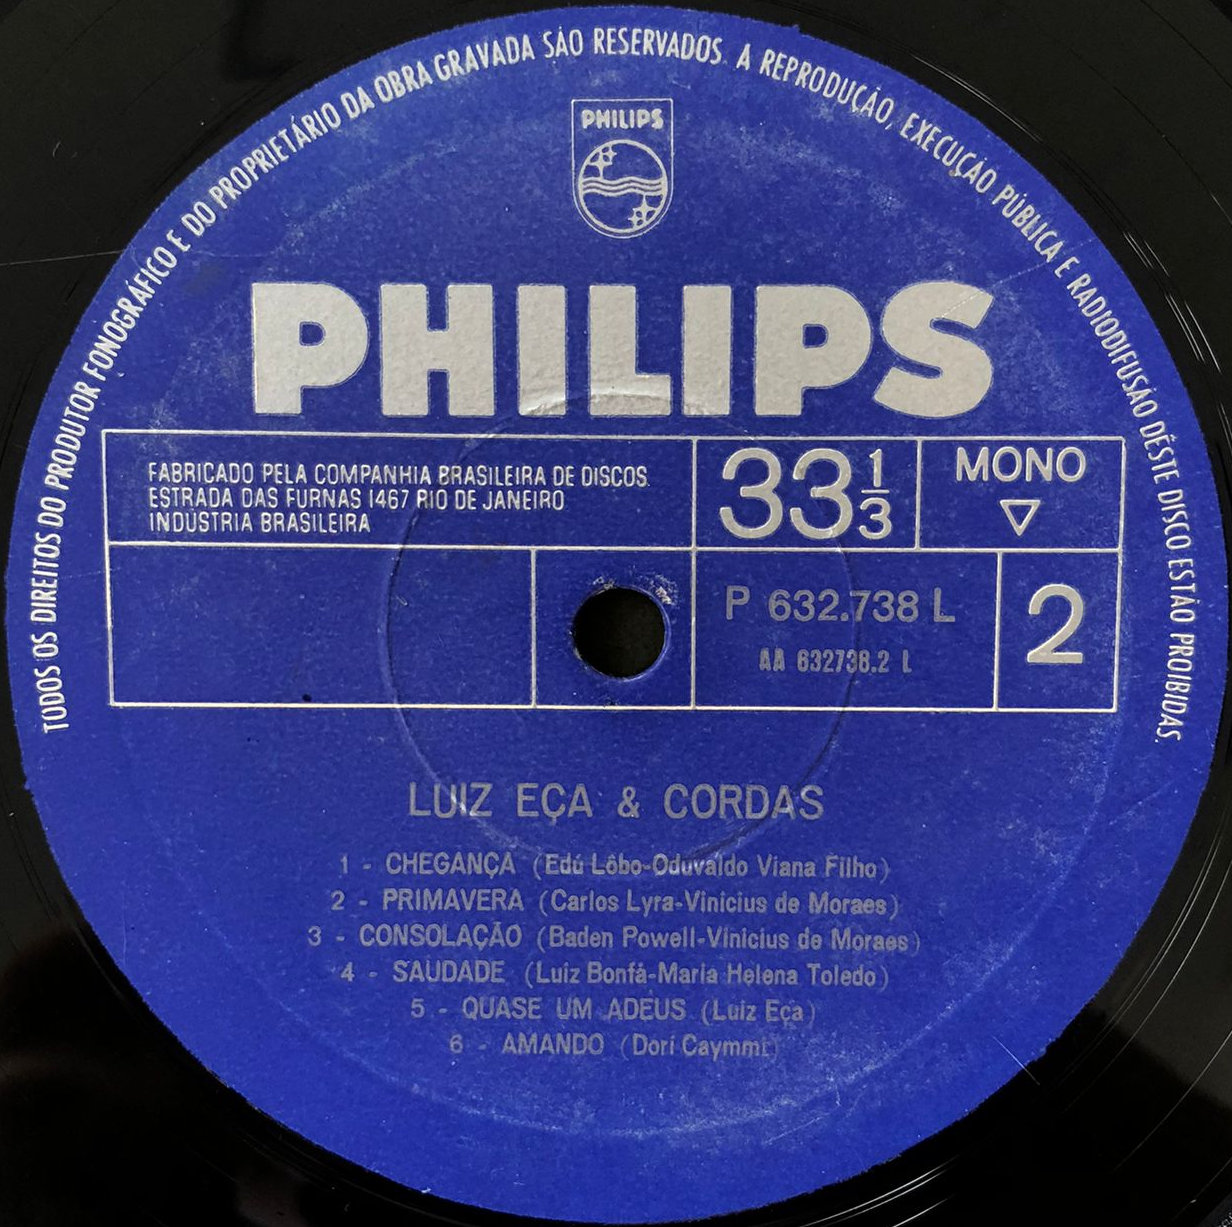 TODOS OS DIREITOS DO PRODUTOR FONOGRÁFICO E DO PROPRIETÁRIO DA OBRA GRAVADA SÃO RESERVADOS. A REPRODUÇÃO, EXECUÇÃO PÚBLICA E RADIODIFUSÃO DÊSTE DISCO ESTÃO PROIBIDAS.
PHILIPS
PHILIPS
FABRICADO PELA COMPANHIA BRASILEIRA DE DISCOS.
ESTRADA DAS FURNAS 1467 RIO DE JANEIRO
INDÚSTRIA BRASILEIRA
33 1/3
MONO
P 632.738 L
AA 632738.2 L
2
LUIZ EÇA & CORDAS
1 - CHEGANÇA (Edú Lôbo-Oduvaldo Viana Filho)
2 - PRIMAVERA (Carlos Lyra-Vinicius de Moraes)
3 - CONSOLAÇÃO (Baden Powell-Vinicius de Moraes)
4 - SAUDADE (Luiz Bonfá-Maria Helena Toledo)
5 - QUASE UM ADEUS (Luiz Eça)
6 - AMANDO (Dori Caymmi)